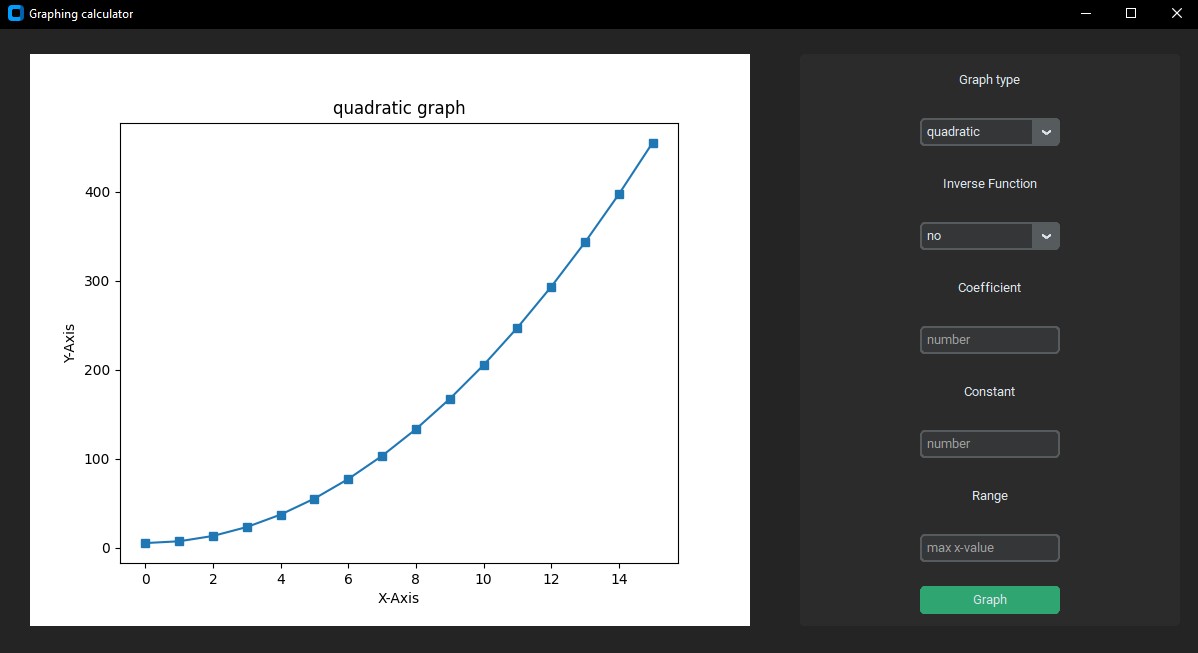 Graphing calculator
quadratic graph
400
300
200
100
0
Y-Axis
0 2 4 6 8 10 12 14
X-Axis
Graph type
quadratic
Inverse Function
no
Coefficient
number
Constant
number
Range
max x-value
Graph